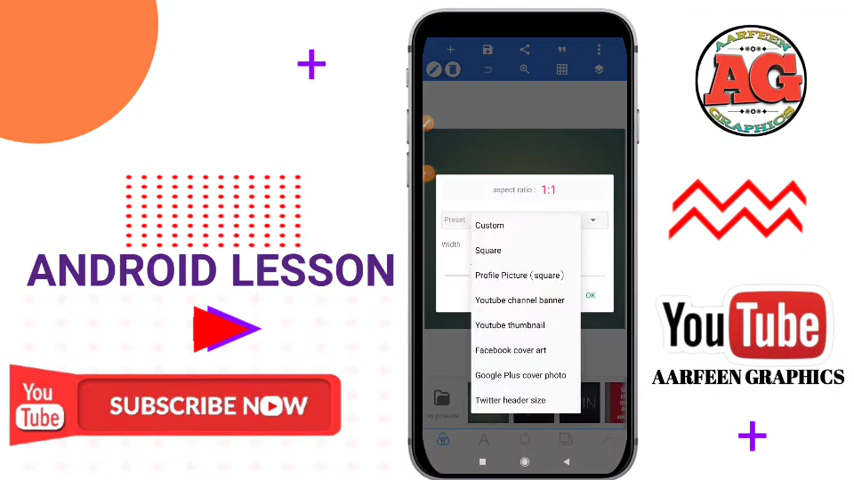 AARFEEN
AG
GRAPHICS
aspect ratio : 1:1
Preset
Width
Custom
Square
Profile Picture (square)
Youtube channel banner
Youtube thumbnail
Facebook cover art
Google Plus cover photo
Twitter header size
OK
my projects
ANDROID LESSON
You
Tube
SUBSCRIBE NOW
YouTube
AARFEEN GRAPHICS